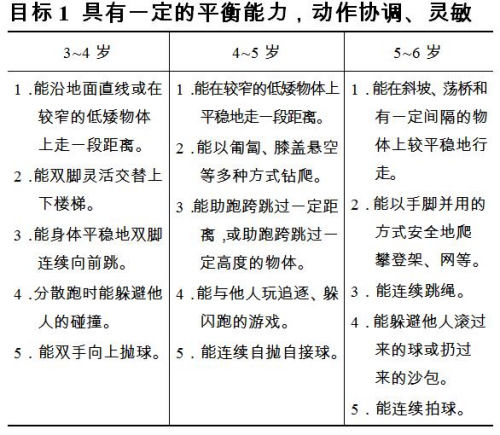 目标1 具有一定的平衡能力，动作协调、灵敏
3~4 岁
1．能沿地面直线或在
较窄的低矮物体
上走一段距离。
2．能双脚灵活交替上
下楼梯。
3．能身体平稳地双脚
连续向前跳。
4．分散跑时能躲避他
人的碰撞。
5．能双手向上抛球。
4~5 岁
1．能在较窄的低矮物体上
平稳地走一段距离。
2．能以匍匐、膝盖悬空
等多种方式钻爬。
3．能助跑跨跳过一定距
离，或助跑跨跳过一
定高度的物体。
4．能与他人玩追逐、躲
闪跑的游戏。
5．能连续自抛自接球。
5~6 岁
1．能在斜坡、荡桥和
有一定间隔的物
体上较平稳地行
走。
2．能以手脚并用的
方式安全地爬
攀登架、网等。
3．能连续跳绳。
4．能躲避他人滚过
来的球或扔过
来的沙包。
5．能连续拍球。